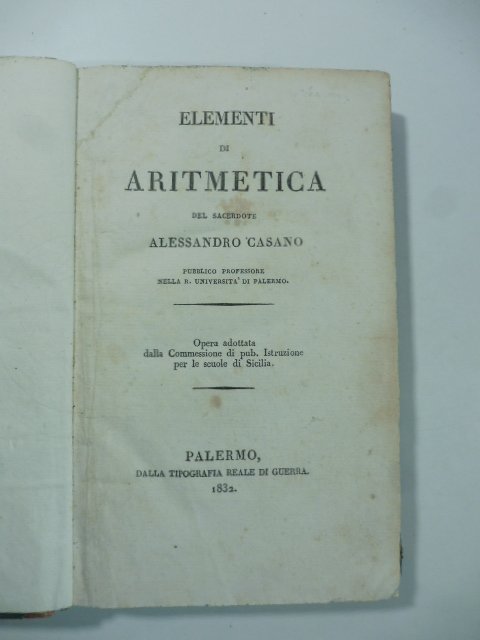 ELEMENTI
DI
ARITMETICA
DEL SACERDOTE
ALESSANDRO CASANO
PUBBLICO PROFESSORE
NELLA R. UNIVERSITA' DI PALERMO.
Opera adottata
dalla Commessione di pub. Istruzione
per le scuole di Sicilia.
PALERMO,
DALLA TIPOGRAFIA REALE DI GUERRA.
1832.